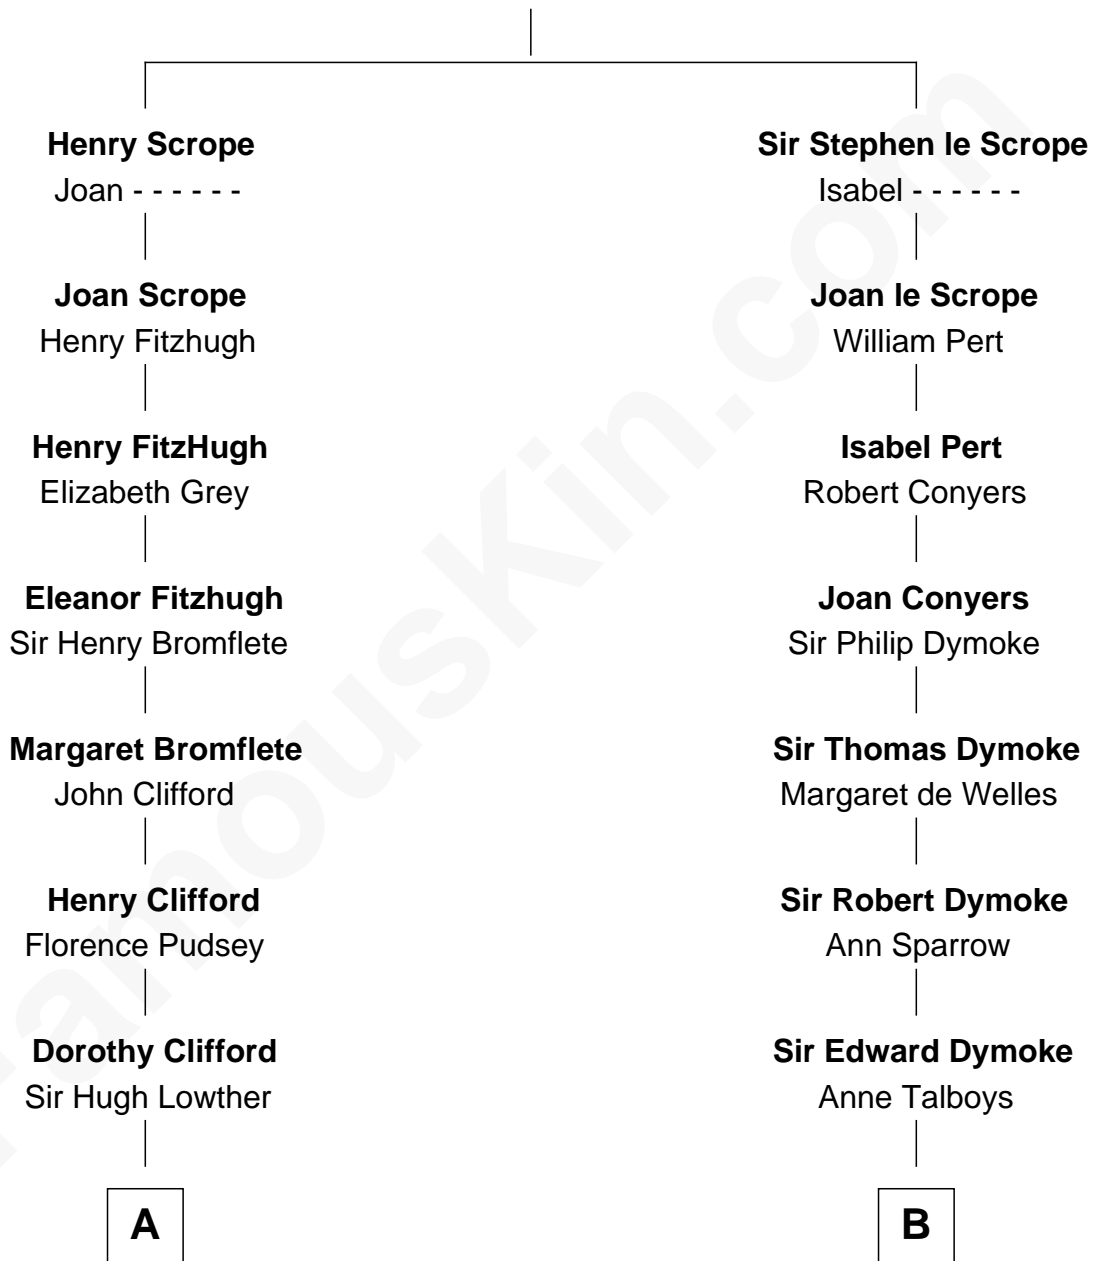 Henry Scrope
Joan - - - - - -
Joan Scrope
Henry Fitzhugh
Henry FitzHugh
Elizabeth Grey
Eleanor Fitzhugh
Sir Henry Bromflete
Margaret Bromflete
John Clifford
Henry Clifford
Florence Pudsey
Dorothy Clifford
Sir Hugh Lowther
A
Sir Stephen le Scrope
Isabel - - - - - -
Joan le Scrope
William Pert
Isabel Pert
Robert Conyers
Joan Conyers
Sir Philip Dymoke
Sir Thomas Dymoke
Margaret de Welles
Sir Robert Dymoke
Ann Sparrow
Sir Edward Dymoke
Anne Talboys
B
FamousKin.com